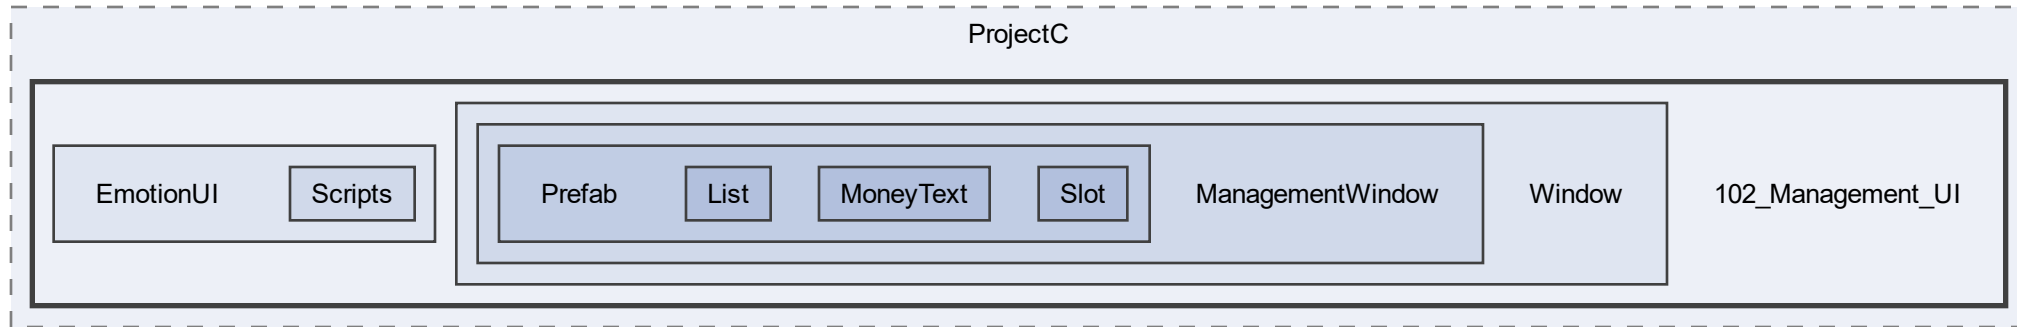 ProjectC
EmotionUI
Scripts
Prefab
List
MoneyText
Slot
ManagementWindow
Window
102_Management_UI